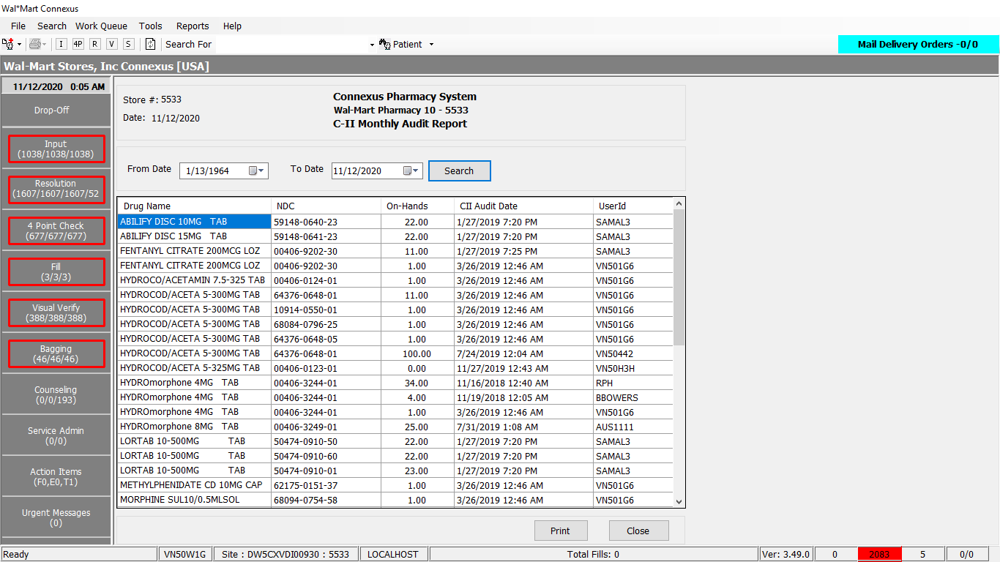 Wal*Mart Connexus
File Search Work Queue Tools Reports Help
I 4P R V S Search For Patient Mail Delivery Orders -0/0
Wal-Mart Stores, Inc Connexus [USA]
11/12/2020 0:05 AM
Drop-Off
Input
(1038/1038/1038)
Resolution
(1607/1607/1607/52
4 Point Check
(677/677/677)
Fill
(3/3/3)
Visual Verify
(388/388/388)
Bagging
(46/46/46)
Counseling
(0/0/193)
Service Admin
(0/0)
Action Items
(F0,E0,T1)
Urgent Messages
(0)
Store #: 5533
Date: 11/12/2020
Connexus Pharmacy System
Wal-Mart Pharmacy 10 - 5533
C-II Monthly Audit Report
From Date 1/13/1964 To Date 11/12/2020 Search
Drug Name NDC On-Hands CII Audit Date UserId
ABILIFY DISC 10MG TAB 59148-0640-23 22.00 1/27/2019 7:20 PM SAMAL3
ABILIFY DISC 15MG TAB 59148-0641-23 22.00 1/27/2019 7:20 PM SAMAL3
FENTANYL CITRATE 200MCG LOZ 00406-9202-30 11.00 1/27/2019 7:25 PM SAMAL3
FENTANYL CITRATE 200MCG LOZ 00406-9202-30 1.00 3/26/2019 12:46 AM VN501G6
HYDROCO/ACETAMIN 7.5-325 TAB 00406-0124-01 1.00 3/26/2019 12:46 AM VN501G6
HYDROCOD/ACETA 5-300MG TAB 64376-0648-01 11.00 3/26/2019 12:46 AM VN501G6
HYDROCOD/ACETA 5-300MG TAB 10914-0550-01 1.00 3/26/2019 12:46 AM VN501G6
HYDROCOD/ACETA 5-300MG TAB 68084-0796-25 1.00 3/26/2019 12:46 AM VN501G6
HYDROCOD/ACETA 5-300MG TAB 64376-0648-05 1.00 3/26/2019 12:46 AM VN501G6
HYDROCOD/ACETA 5-300MG TAB 64376-0648-01 100.00 7/24/2019 12:04 AM VN50442
HYDROCOD/ACETA 5-325MG TAB 00406-0123-01 0.00 11/27/2019 12:43 AM VN50H3H
HYDROmorphone 4MG TAB 00406-3244-01 34.00 11/16/2018 12:40 AM RPH
HYDROmorphone 4MG TAB 00406-3244-01 4.00 11/19/2018 12:05 AM BBOWERS
HYDROmorphone 4MG TAB 00406-3244-01 1.00 3/26/2019 12:46 AM VN501G6
HYDROmorphone 8MG TAB 00406-3249-01 25.00 7/31/2019 1:08 AM AUS1111
LORTAB 10-500MG TAB 50474-0910-50 22.00 1/27/2019 7:20 PM SAMAL3
LORTAB 10-500MG TAB 50474-0910-60 22.00 1/27/2019 7:20 PM SAMAL3
LORTAB 10-500MG TAB 50474-0910-01 23.00 1/27/2019 7:20 PM SAMAL3
METHYLPHENIDATE CD 10MG CAP 62175-0151-37 1.00 3/26/2019 12:46 AM VN501G6
MORPHINE SUL10/0.5MLSOL 68094-0754-58 1.00 3/26/2019 12:46 AM VN501G6
Print Close
Ready VN50W1G Site : DW5CXVDI00930 : 5533 LOCALHOST Total Fills: 0 Ver: 3.49.0 0 2083 5 0/0